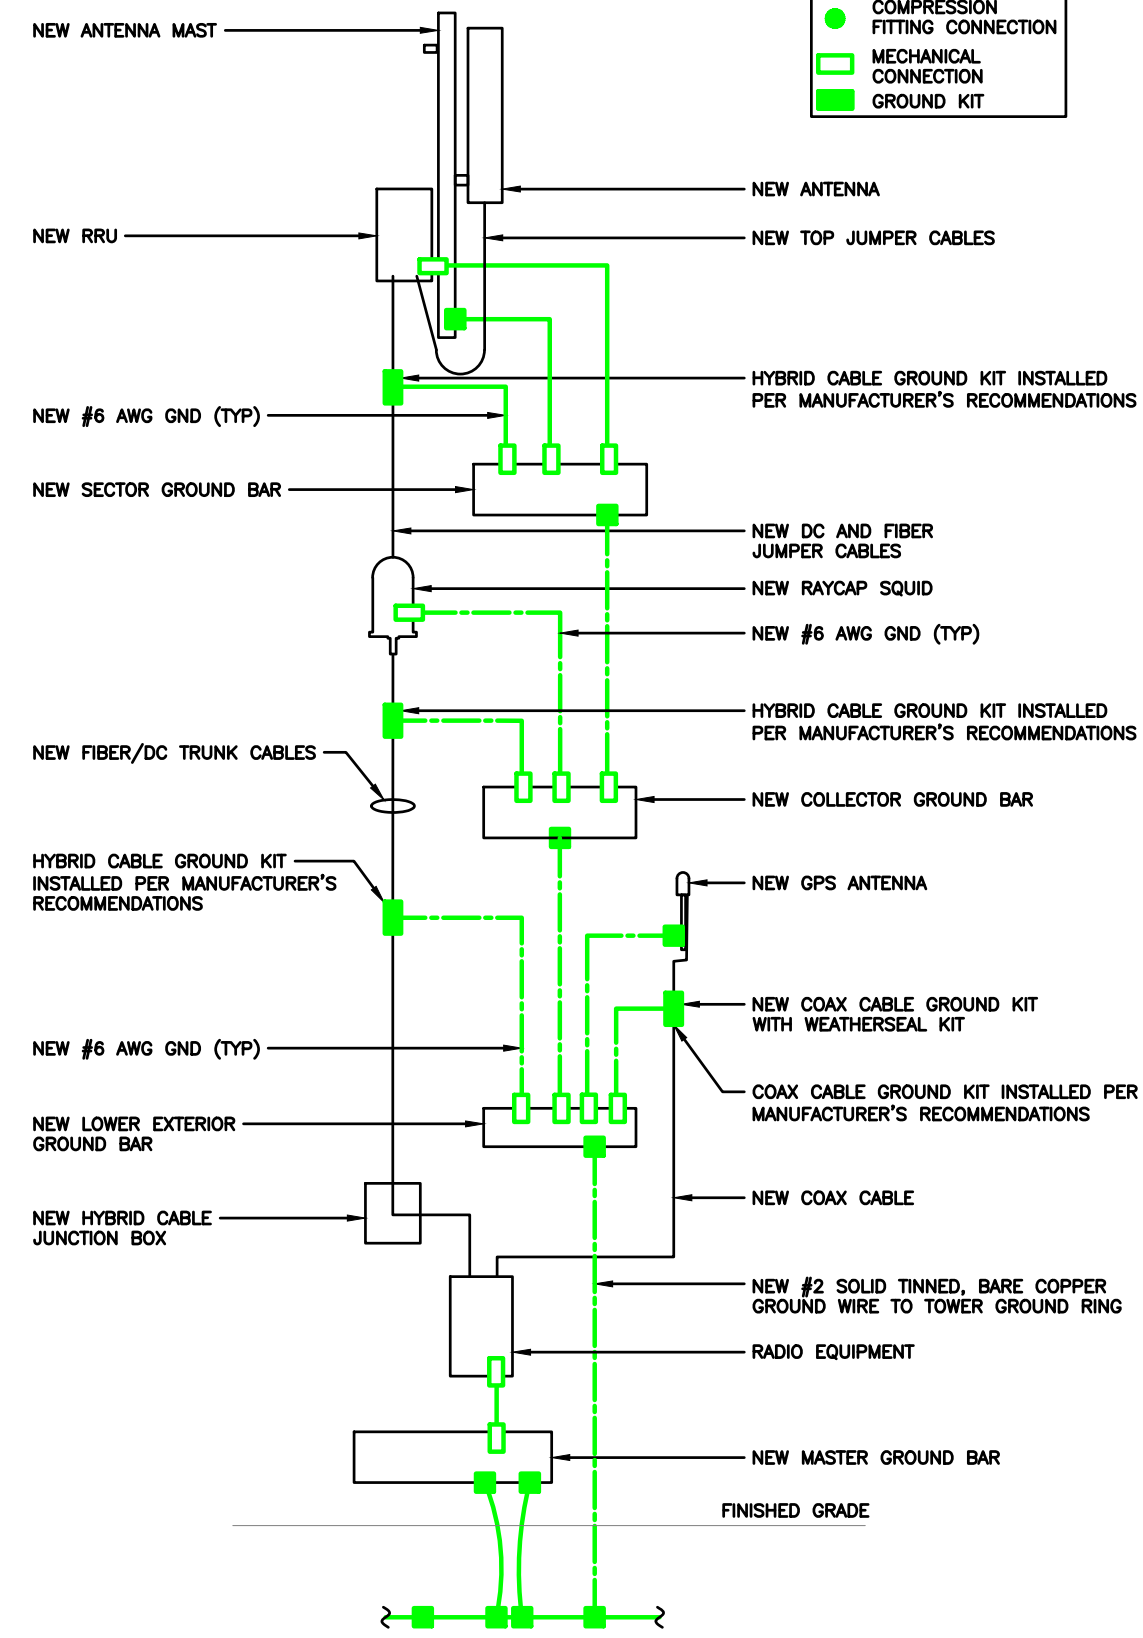 COMPRESSION
FITTING CONNECTION
MECHANICAL
CONNECTION
GROUND KIT
NEW ANTENNA MAST
NEW ANTENNA
NEW RRU
NEW TOP JUMPER CABLES
HYBRID CABLE GROUND KIT INSTALLED
PER MANUFACTURER'S RECOMMENDATIONS
NEW #6 AWG GND (TYP)
NEW SECTOR GROUND BAR
NEW DC AND FIBER
JUMPER CABLES
NEW RAYCAP SQUID
NEW #6 AWG GND (TYP)
HYBRID CABLE GROUND KIT INSTALLED
PER MANUFACTURER'S RECOMMENDATIONS
NEW FIBER/DC TRUNK CABLES
NEW COLLECTOR GROUND BAR
HYBRID CABLE GROUND KIT
INSTALLED PER MANUFACTURER'S
RECOMMENDATIONS
NEW GPS ANTENNA
NEW COAX CABLE GROUND KIT
WITH WEATHERSEAL KIT
NEW #6 AWG GND (TYP)
COAX CABLE GROUND KIT INSTALLED PER
MANUFACTURER'S RECOMMENDATIONS
NEW LOWER EXTERIOR
GROUND BAR
NEW COAX CABLE
NEW HYBRID CABLE
JUNCTION BOX
NEW #2 SOLID TINNED, BARE COPPER
GROUND WIRE TO TOWER GROUND RING
RADIO EQUIPMENT
NEW MASTER GROUND BAR
FINISHED GRADE